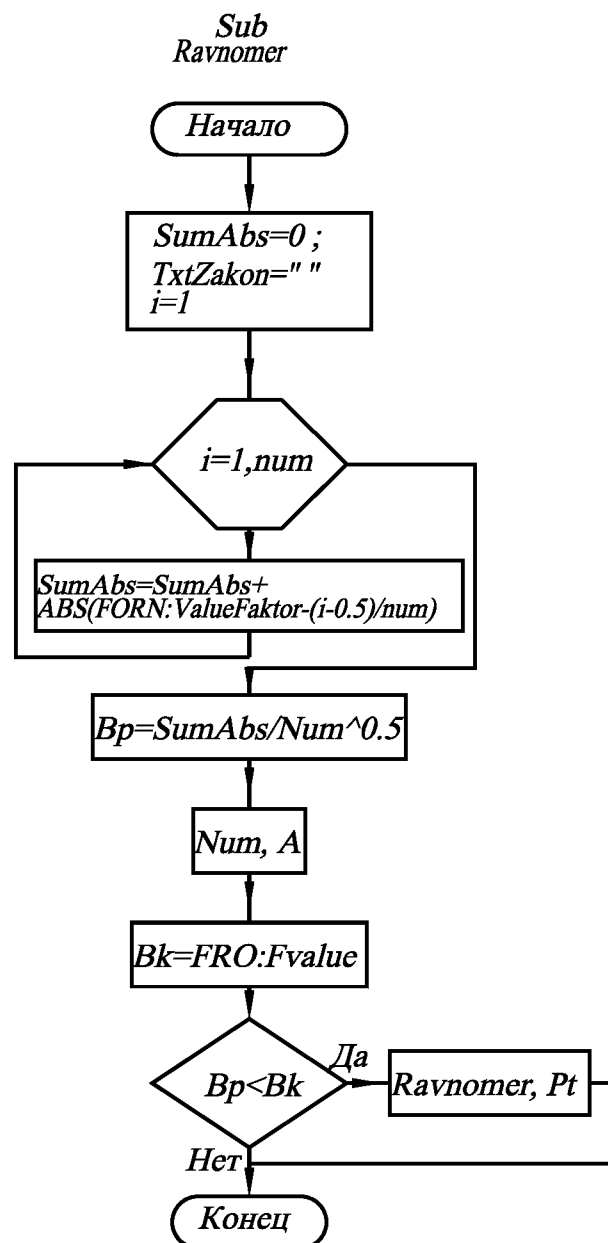 Sub
Ravnomer
Начало
SumAbs=0 ;
TxtZakon=" "
i=1
i=1,num
SumAbs=SumAbs+
ABS(FORN:ValueFaktor-(i-0.5)/num)
Bp=SumAbs/Num^0.5
Num, A
Bk=FRO:Fvalue
Bp<Bk
Да
Ravnomer, Pt
Нет
Конец